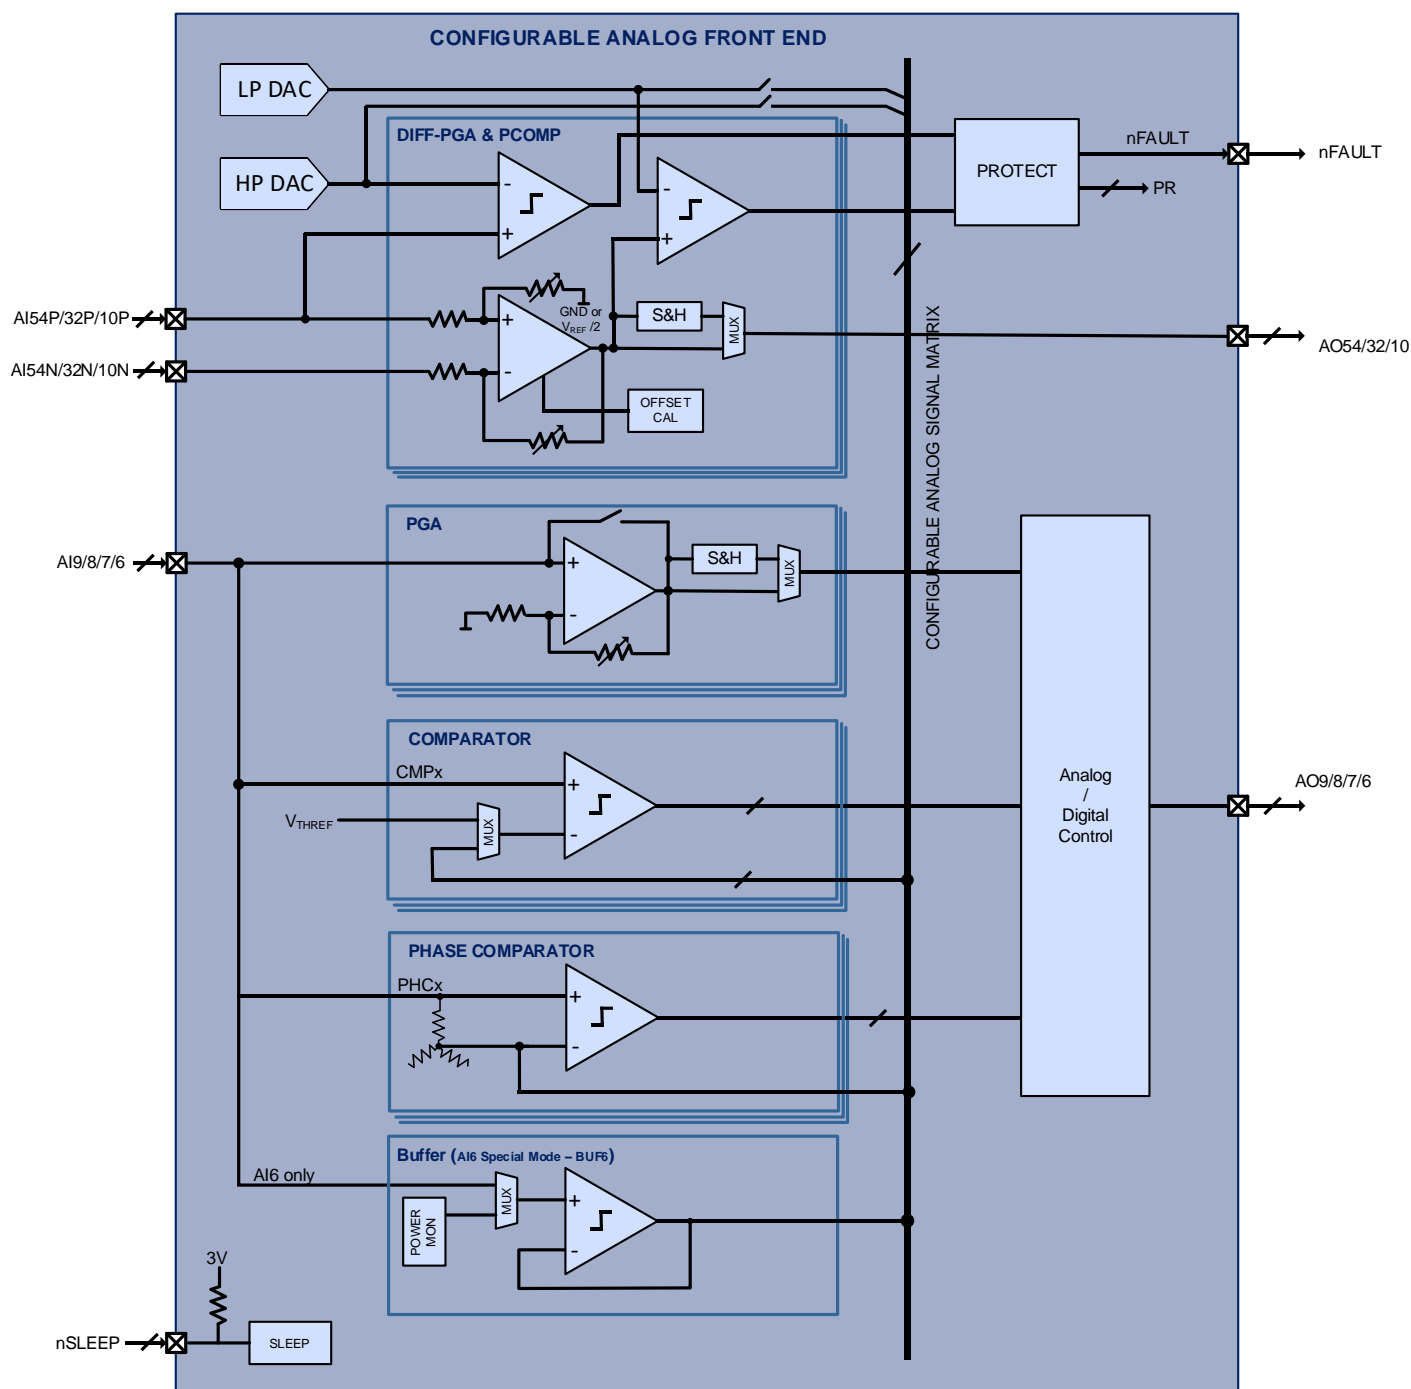 CONFIGURABLE ANALOG FRONT END
LP DAC
HP DAC
DIFF-PGA & PCOMP
-
+
-
+
PROTECT
nFAULT
nFAULT
PR
AI54P/32P/10P
AI54N/32N/10N
+
-
GND or
VREF /2
S&H
MUX
OFFSET
CAL
AO54/32/10
CONFIGURABLE ANALOG SIGNAL MATRIX
PGA
AI9/8/7/6
+
-
S&H
MUX
COMPARATOR
CMPx
VTHREF
MUX
+
-
Analog
/
Digital
Control
AO9/8/7/6
PHASE COMPARATOR
PHCx
+
-
Buffer (AI6 Special Mode – BUF6)
AI6 only
MUX
POWER
MON
+
-
3V
nSLEEP
SLEEP